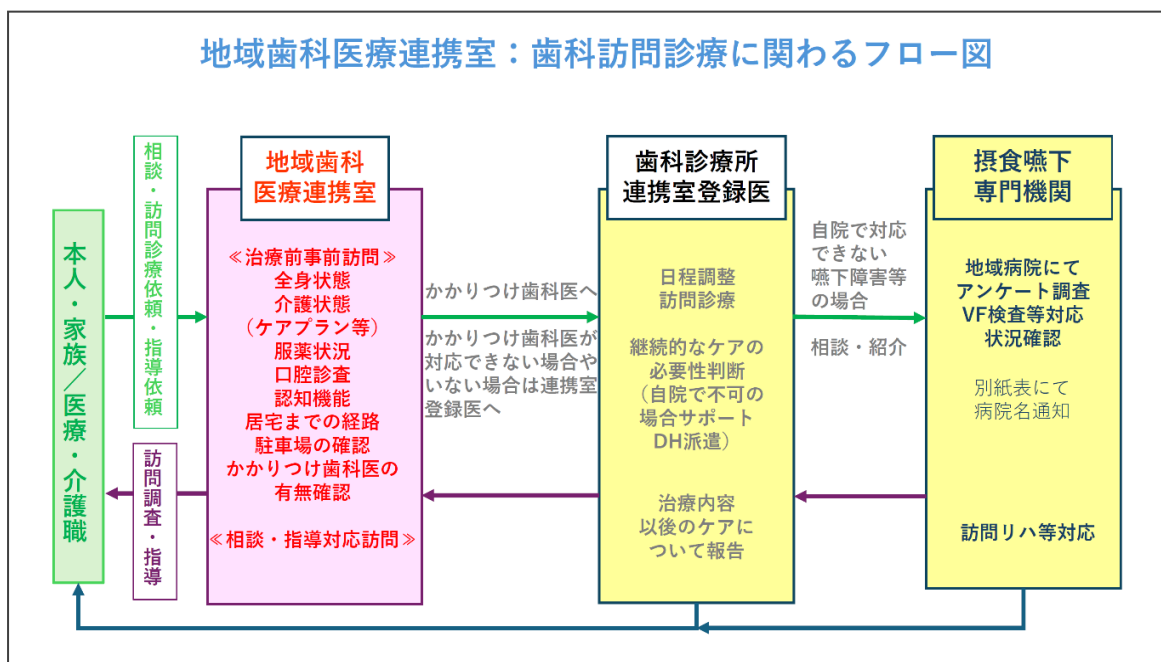 地域歯科医療連携室：歯科訪問診療に関わるフロー図
本人・家族／医療・介護職
相談・訪問診療依頼・指導依頼
訪問調査・指導
地域歯科
医療連携室
≪治療前事前訪問≫
全身状態
介護状態
（ケアプラン等）
服薬状況
口腔診査
認知機能
居宅までの経路
駐車場の確認
かかりつけ歯科医の
有無確認
≪相談・指導対応訪問≫
かかりつけ歯科医へ
かかりつけ歯科医が
対応できない場合や
いない場合は連携室
登録医へ
歯科診療所
連携室登録医
日程調整
訪問診療
継続的なケアの
必要性判断
（自院で不可の
場合サポート
DH派遣）
治療内容
以後のケアに
ついて報告
自院で対応
できない
嚥下障害等
の場合
相談・紹介
摂食嚥下
専門機関
地域病院にて
アンケート調査
VF検査等対応
状況確認
別紙表にて
病院名通知
訪問リハ等対応